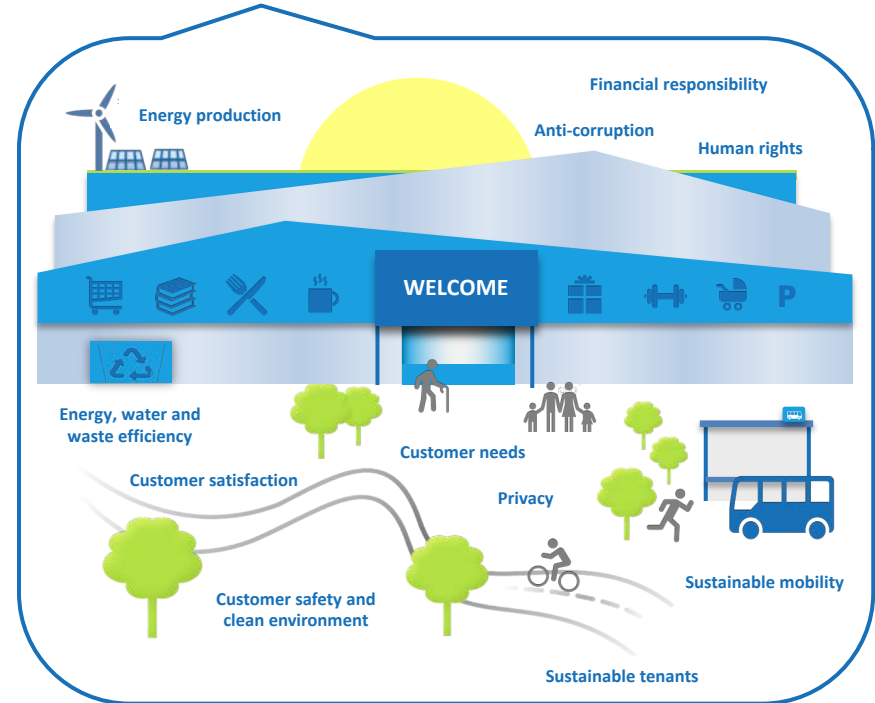 Financial responsibility
Energy production
Anti-corruption
Human rights
WELCOME
P
Energy, water and
waste efficiency
Customer needs
Customer satisfaction
Privacy
Sustainable mobility
Customer safety and
clean environment
Sustainable tenants